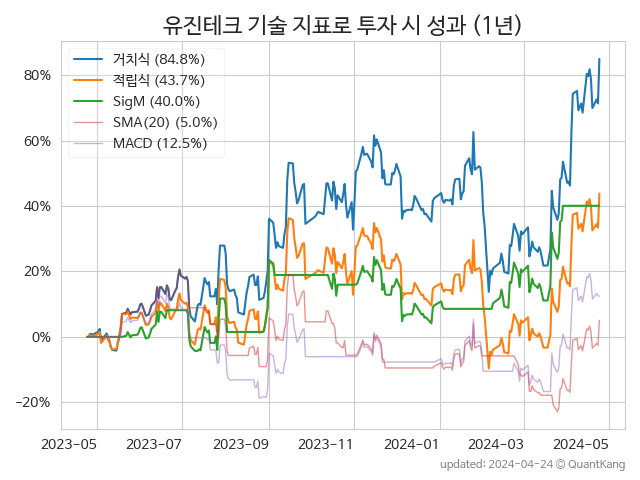 유진테크 기술 지표로 투자 시 성과 (1년)
거치식 (84.8%)
적립식 (43.7%)
SigM (40.0%)
SMA(20) (5.0%)
MACD (12.5%)
80%
60%
40%
20%
0%
−20%
2023-05 2023-07 2023-09 2023-11 2024-01 2024-03 2024-05
updated: 2024-04-24 © QuantKang